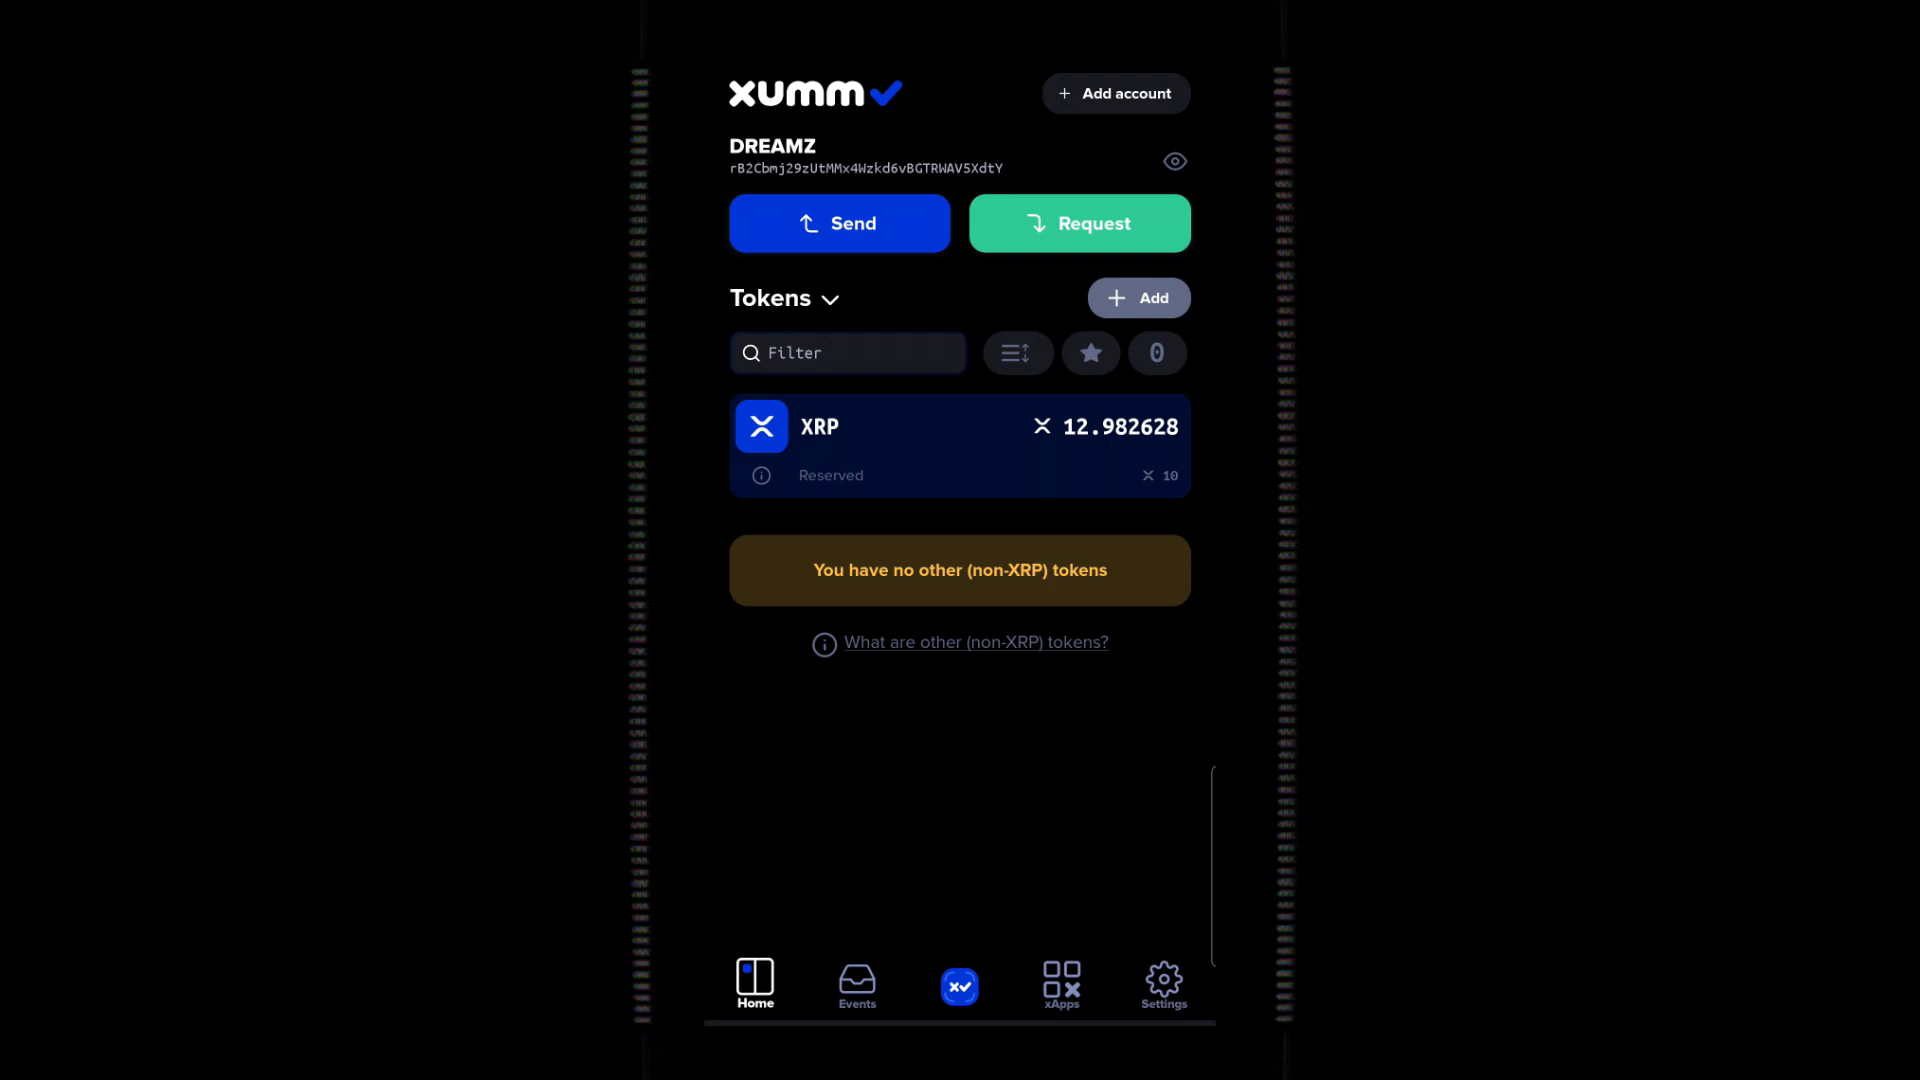 xumm
Add account
DREAMZ
rB2Cbmj29zUtMMx4Wzkd6vBGTRWAV5XdtY
Send
Request
Tokens
Add
Filter
0
XRP
12.982628
Reserved
10
You have no other (non-XRP) tokens
What are other (non-XRP) tokens?
Home
Events
xApps
Settings